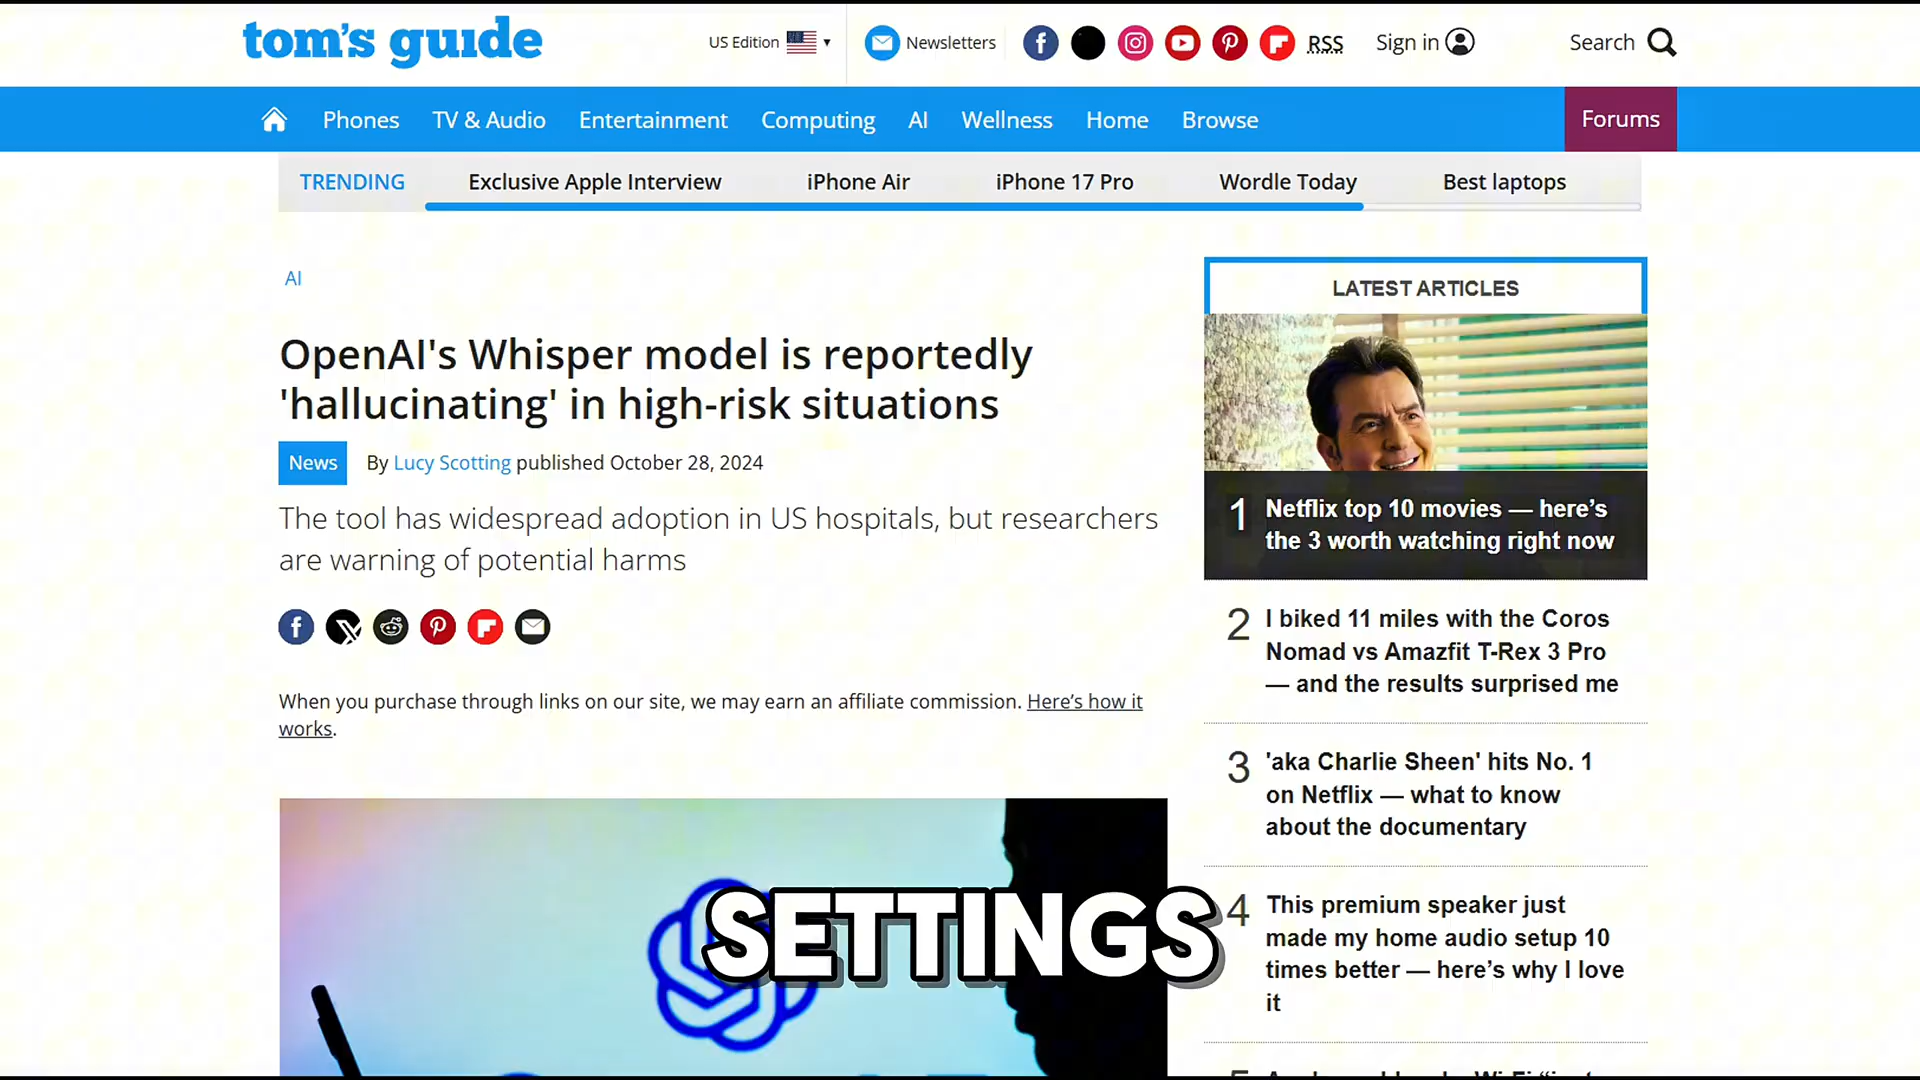 tom's guide
US Edition
Newsletters
RSS
Sign in
Search
Phones
TV & Audio
Entertainment
Computing
AI
Wellness
Home
Browse
Forums
TRENDING
Exclusive Apple Interview
iPhone Air
iPhone 17 Pro
Wordle Today
Best laptops
AI
OpenAI's Whisper model is reportedly
'hallucinating' in high-risk situations
News
By Lucy Scotting published October 28, 2024
The tool has widespread adoption in US hospitals, but researchers
are warning of potential harms
When you purchase through links on our site, we may earn an affiliate commission. Here's how it
works.
SETTINGS
LATEST ARTICLES
1
Netflix top 10 movies — here's
the 3 worth watching right now
2
I biked 11 miles with the Coros
Nomad vs Amazfit T-Rex 3 Pro
— and the results surprised me
3
'aka Charlie Sheen' hits No. 1
on Netflix — what to know
about the documentary
4
This premium speaker just
made my home audio setup 10
times better — here's why I love
it